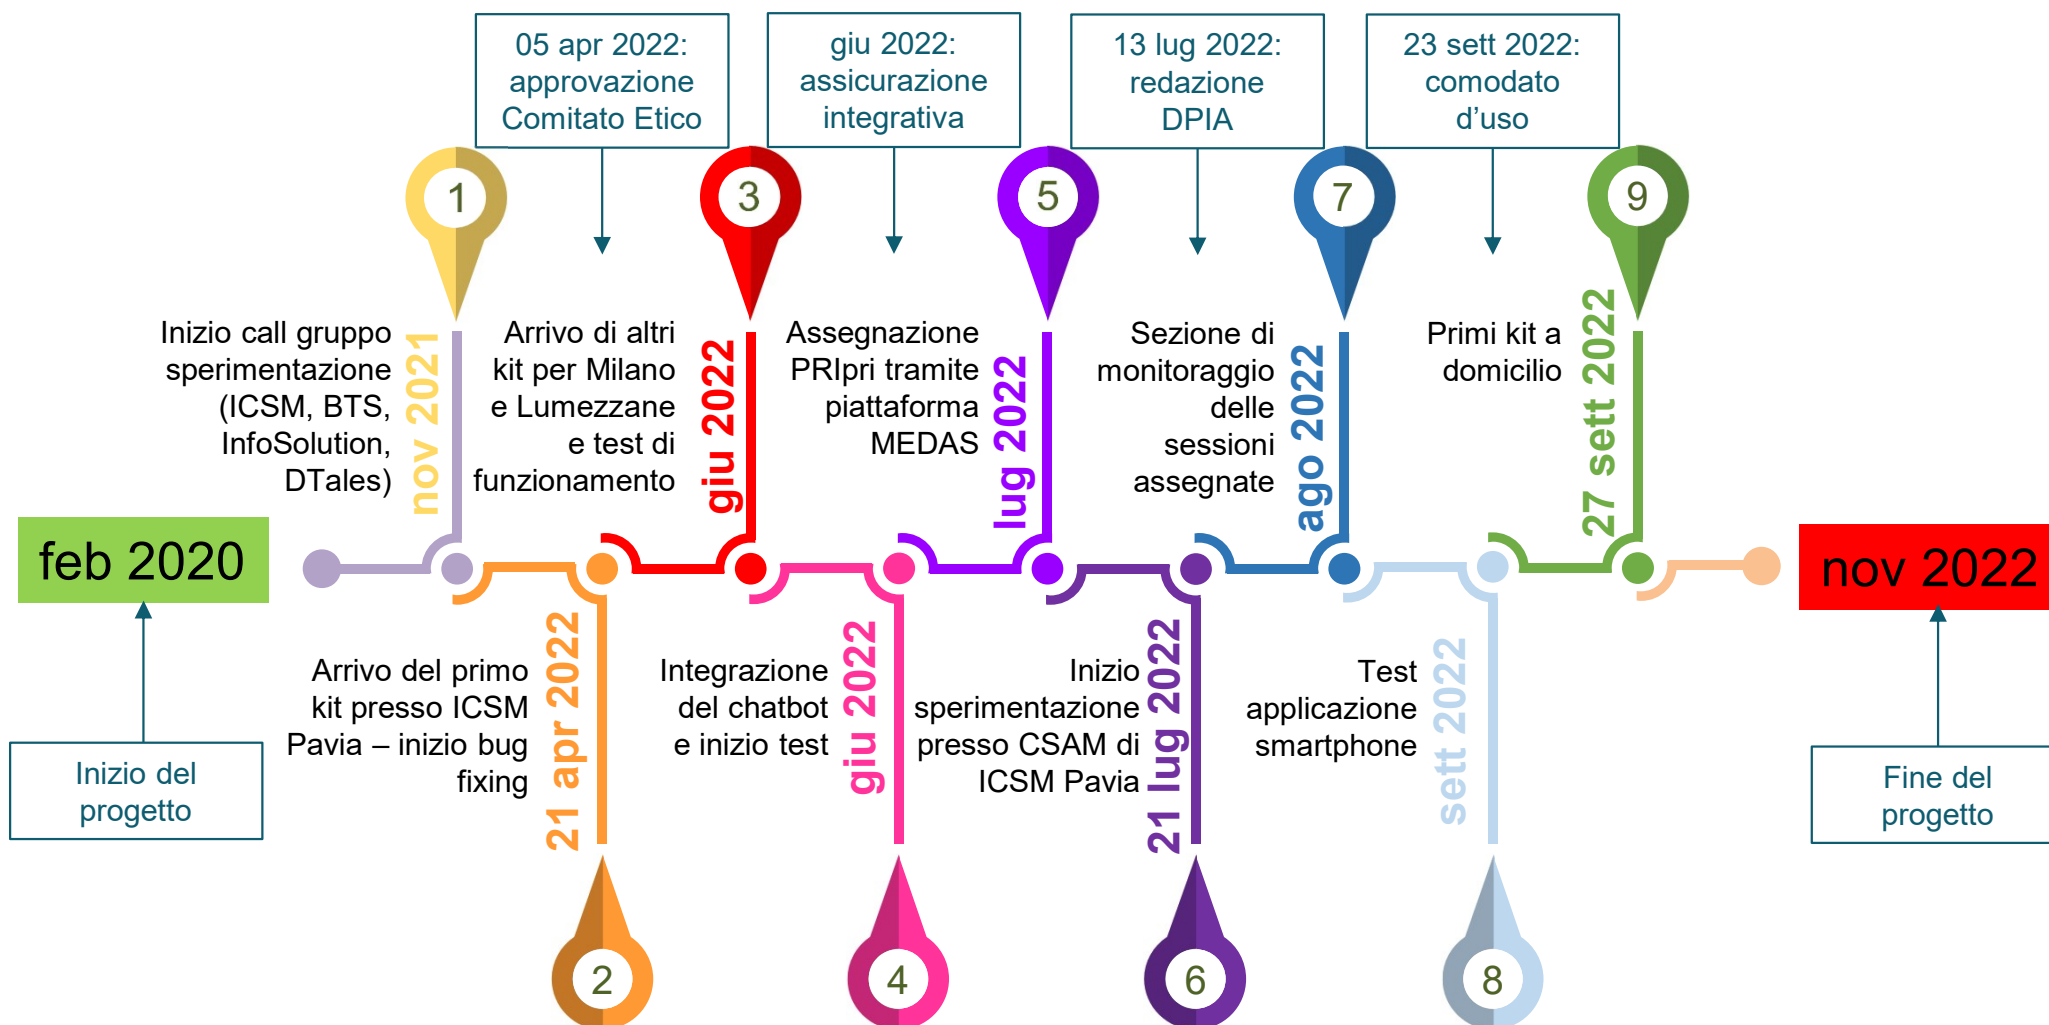 05 apr 2022:
approvazione
Comitato Etico
giu 2022:
assicurazione
integrativa
13 lug 2022:
redazione
DPIA
23 sett 2022:
comodato
d’uso
1
3
5
7
9
Inizio call gruppo
sperimentazione
(ICSM, BTS,
InfoSolution,
DTales)
nov 2021
Arrivo di altri
kit per Milano
e Lumezzane
e test di
funzionamento
giu 2022
Assegnazione
PRIpri tramite
piattaforma
MEDAS
lug 2022
Sezione di
monitoraggio
delle
sessioni
assegnate
ago 2022
Primi kit a
domicilio
27 sett 2022
feb 2020
nov 2022
Inizio del
progetto
Arrivo del primo
kit presso ICSM
Pavia – inizio bug
fixing
21 apr 2022
Integrazione
del chatbot
e inizio test
giu 2022
Inizio
sperimentazione
presso CSAM di
ICSM Pavia
21 lug 2022
Test
applicazione
smartphone
sett 2022
Fine del
progetto
2
4
6
8